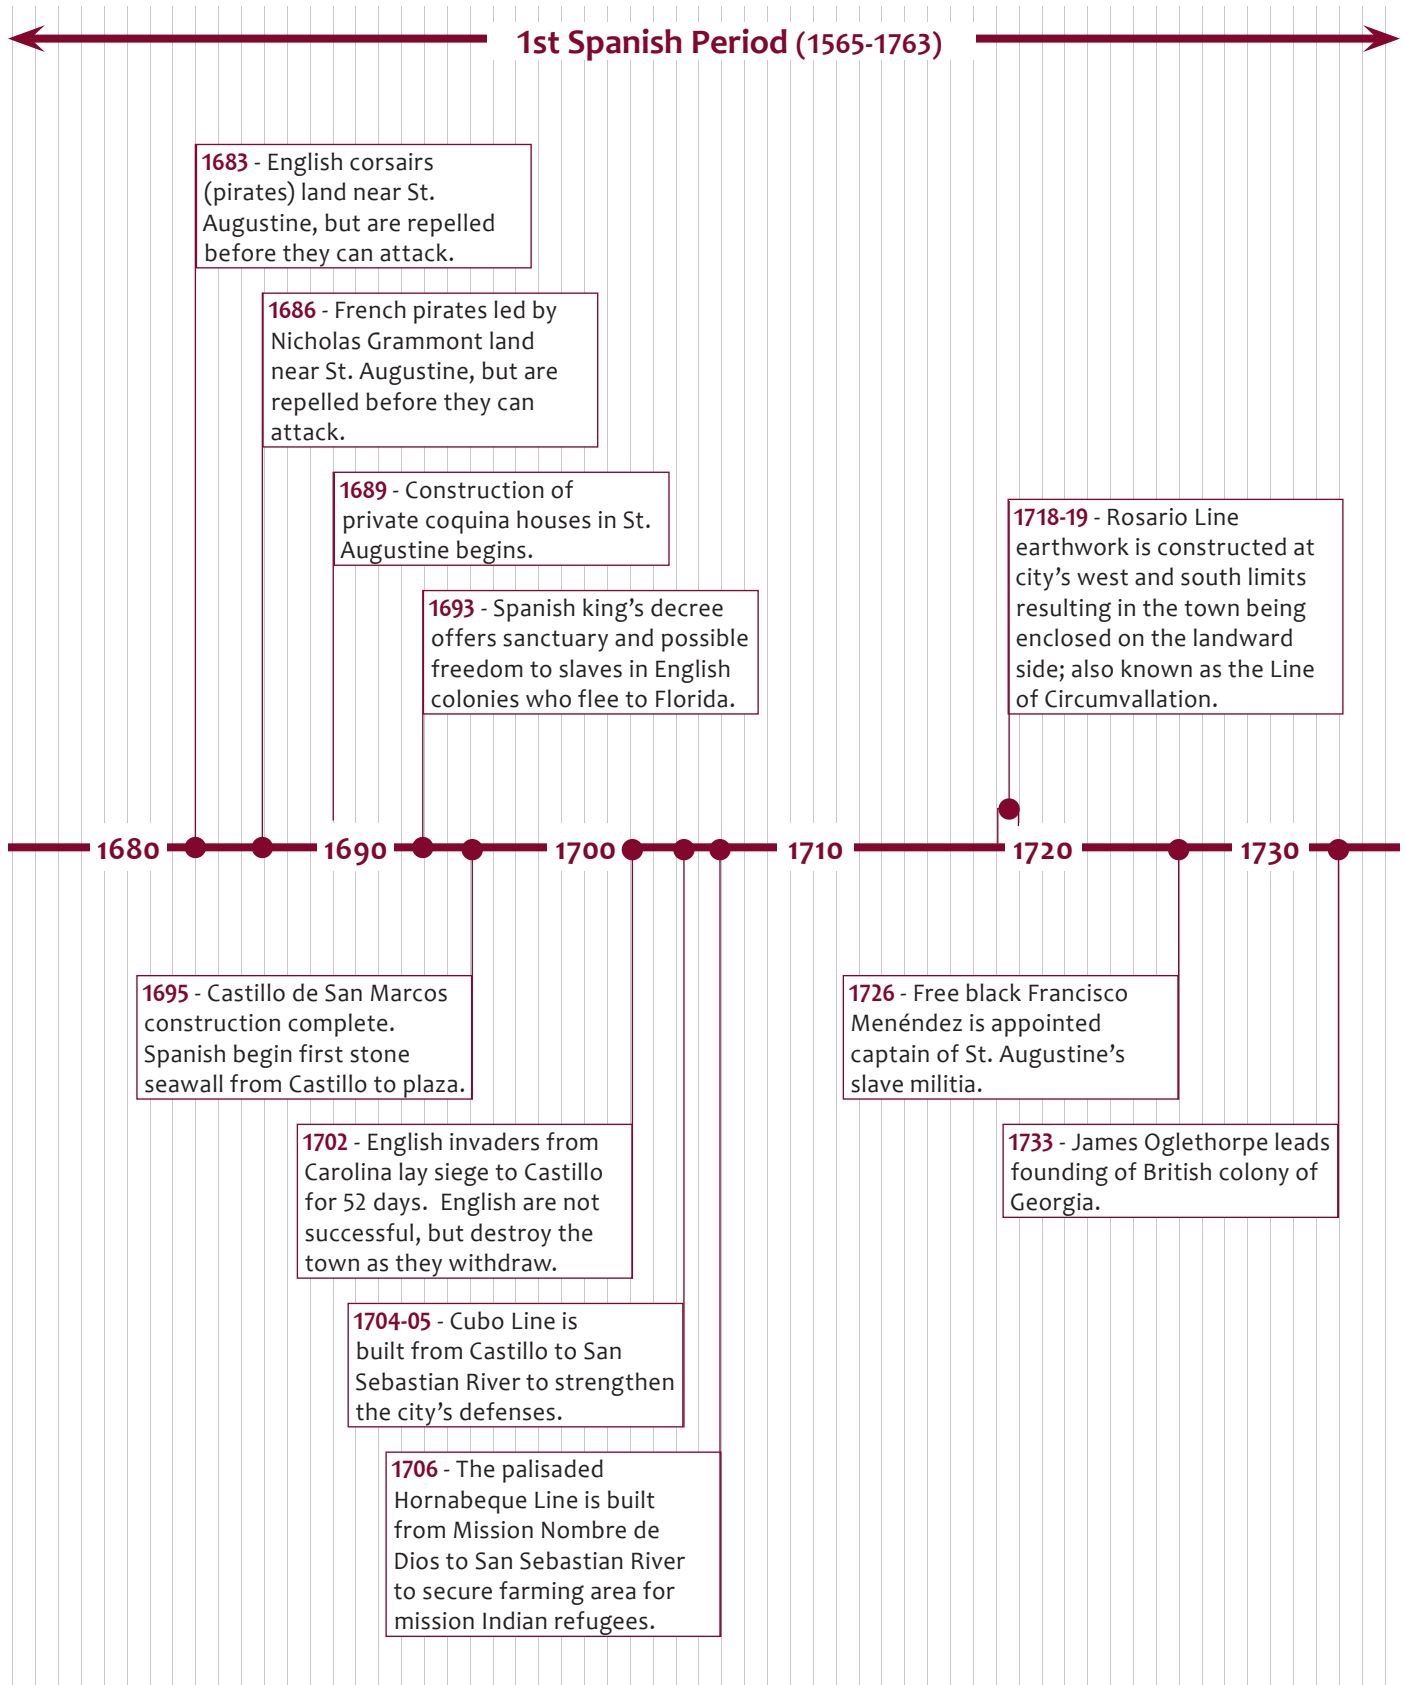 1st Spanish Period (1565-1763)
1683 - English corsairs
(pirates) land near St.
Augustine, but are repelled
before they can attack.
1686 - French pirates led by
Nicholas Grammont land
near St. Augustine, but are
repelled before they can
attack.
1689 - Construction of
private coquina houses in St.
Augustine begins.
1693 - Spanish king’s decree
offers sanctuary and possible
freedom to slaves in English
colonies who flee to Florida.
1718-19 - Rosario Line
earthwork is constructed at
city’s west and south limits
resulting in the town being
enclosed on the landward
side; also known as the Line
of Circumvallation.
1680 1690 1700 1710 1720 1730
1695 - Castillo de San Marcos
construction complete.
Spanish begin first stone
seawall from Castillo to plaza.
1702 - English invaders from
Carolina lay siege to Castillo
for 52 days.  English are not
successful, but destroy the
town as they withdraw.
1704-05 - Cubo Line is
built from Castillo to San
Sebastian River to strengthen
the city’s defenses.
1706 - The palisaded
Hornabeque Line is built
from Mission Nombre de
Dios to San Sebastian River
to secure farming area for
mission Indian refugees.
1726 - Free black Francisco
Menéndez is appointed
captain of St. Augustine’s
slave militia.
1733 - James Oglethorpe leads
founding of British colony of
Georgia.